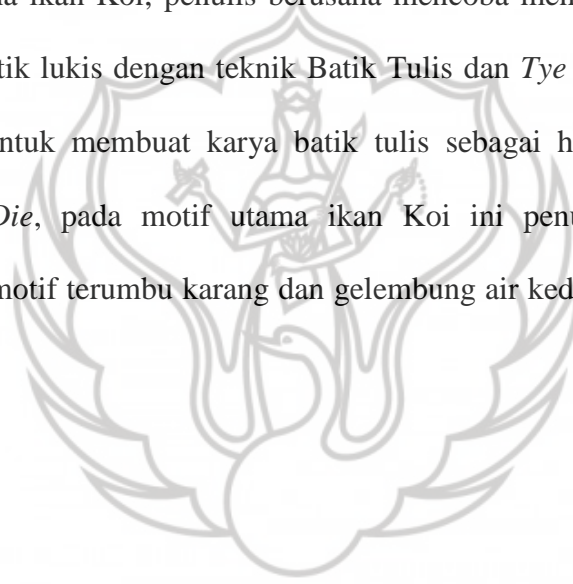 ikan Koi, penulis berusaha mencoba
tik lukis dengan teknik Batik Tulis dan Tye
ntuk membuat karya batik tulis sebagai h
Die, pada motif utama ikan Koi ini pen
motif terumbu karang dan gelembung air ked